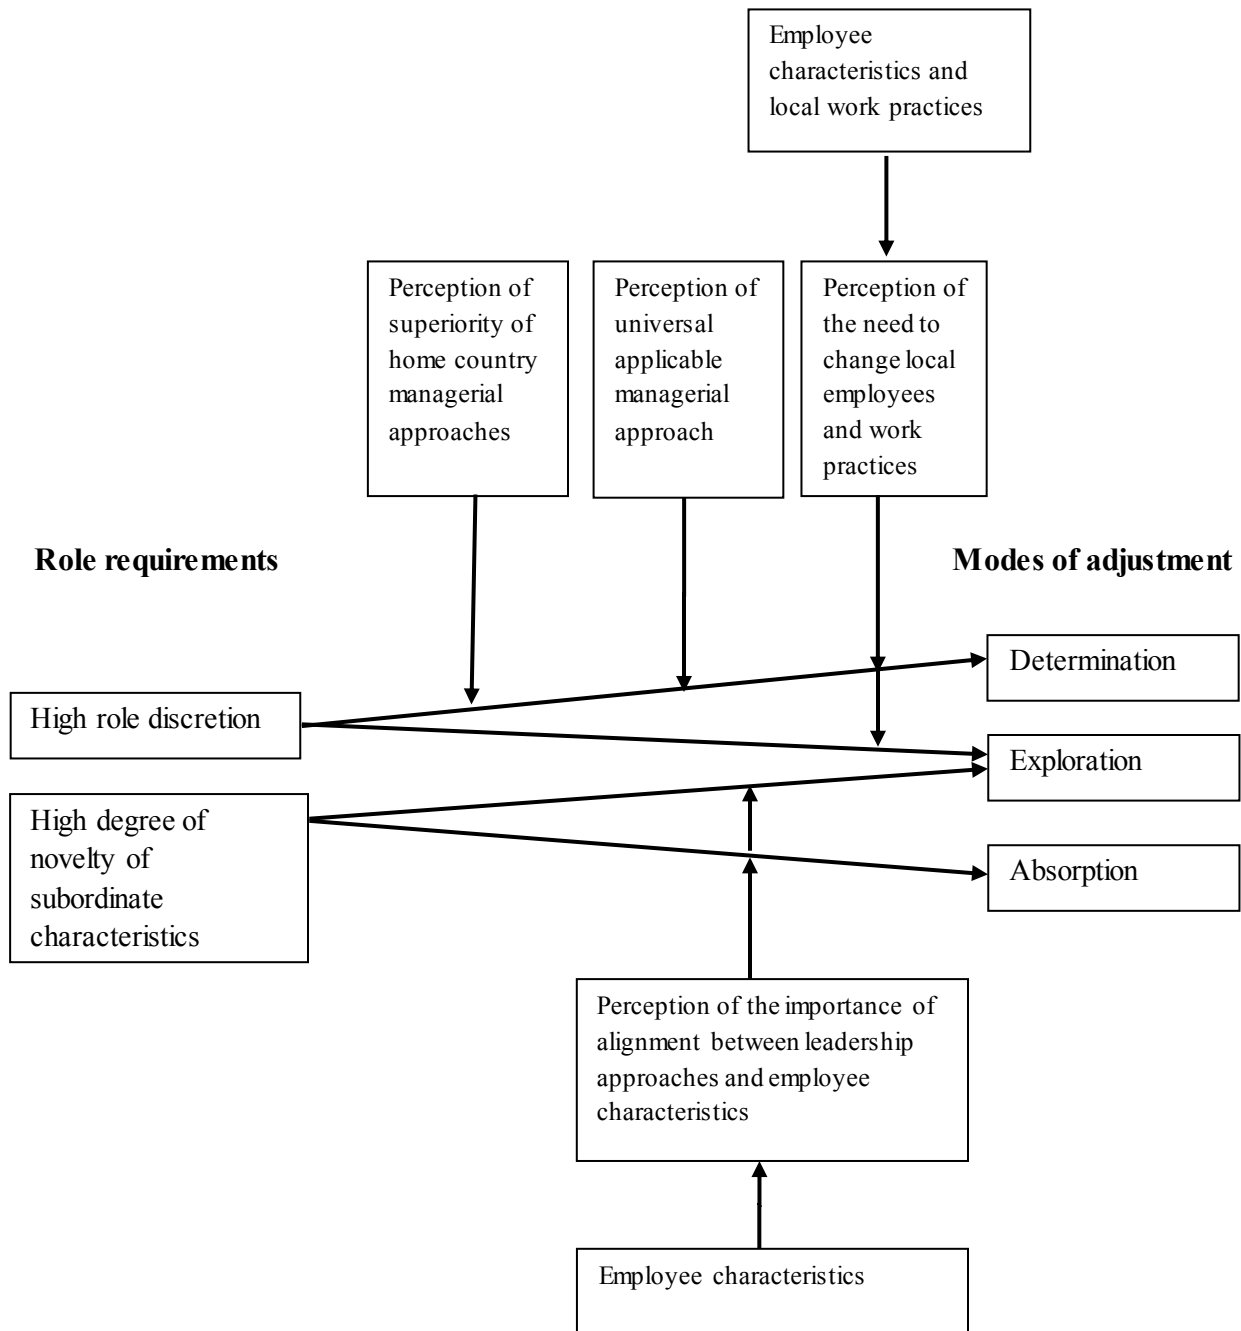 Employee
characteristics and
local work practices
Perception of
superiority of
home country
managerial
approaches
Perception of
universal
applicable
managerial
approach
Perception of
the need to
change local
employees
and work
practices
Role requirements
Modes of adjustment
Determination
High role discretion
Exploration
High degree of
novelty of
subordinate
characteristics
Absorption
Perception of the importance of
alignment between leadership
approaches and employee
characteristics
Employee characteristics